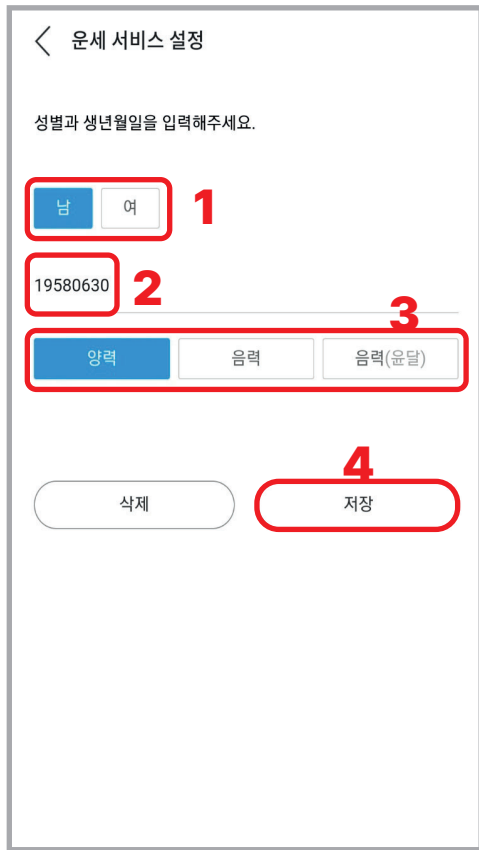 운세 서비스 설정
성별과 생년월일을 입력해주세요.
남 여 1
19580630 2
3
양력 음력 음력(윤달)
4
삭제 저장